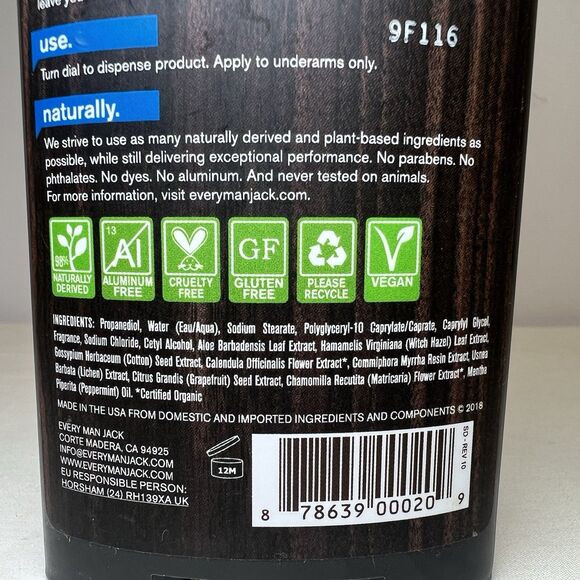 leave you
use.
9F116
Turn dial to dispense product. Apply to underarms only.
naturally.
We strive to use as many naturally derived and plant-based ingredients as
possible, while still delivering exceptional performance. No parabens. No
phthalates. No dyes. No aluminum. And never tested on animals.
For more information, visit everymanjack.com.
98%
NATURALLY
DERIVED
13
Al
ALUMINUM
FREE
CRUELTY
FREE
GF
GLUTEN
FREE
PLEASE
RECYCLE
V
VEGAN
INGREDIENTS: Propanediol, Water (Eau/Aqua), Sodium Stearate, Polyglyceryl-10 Caprylate/Caprate, Caprylyl Glycol,
Fragrance, Sodium Chloride, Cetyl Alcohol, Aloe Barbadensis Leaf Extract, Hamamelis Virginiana (Witch Hazel) Leaf Extract,
Gossypium Herbaceum (Cotton) Seed Extract, Calendula Officinalis Flower Extract*, Commiphora Myrrha Resin Extract, Usnea
Barbata (Lichen) Extract, Citrus Grandis (Grapefruit) Seed Extract, Chamomilla Recutita (Matricaria) Flower Extract*, Mentha
Piperita (Peppermint) Oil. *Certified Organic
MADE IN THE USA FROM DOMESTIC AND IMPORTED INGREDIENTS AND COMPONENTS © 2018
EVERY MAN JACK
CORTE MADERA, CA 94925
INFO@EVERYMANJACK.COM
WWW.EVERYMANJACK.COM
EU RESPONSIBLE PERSON:
HORSHAM (24) RH139XA UK
12M
SD-REV 10
8 78639 00020 9